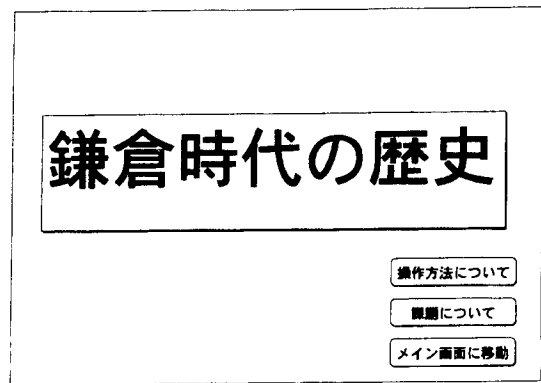 鎌倉時代の歴史
操作方法について
課題について
メイン画面に移動